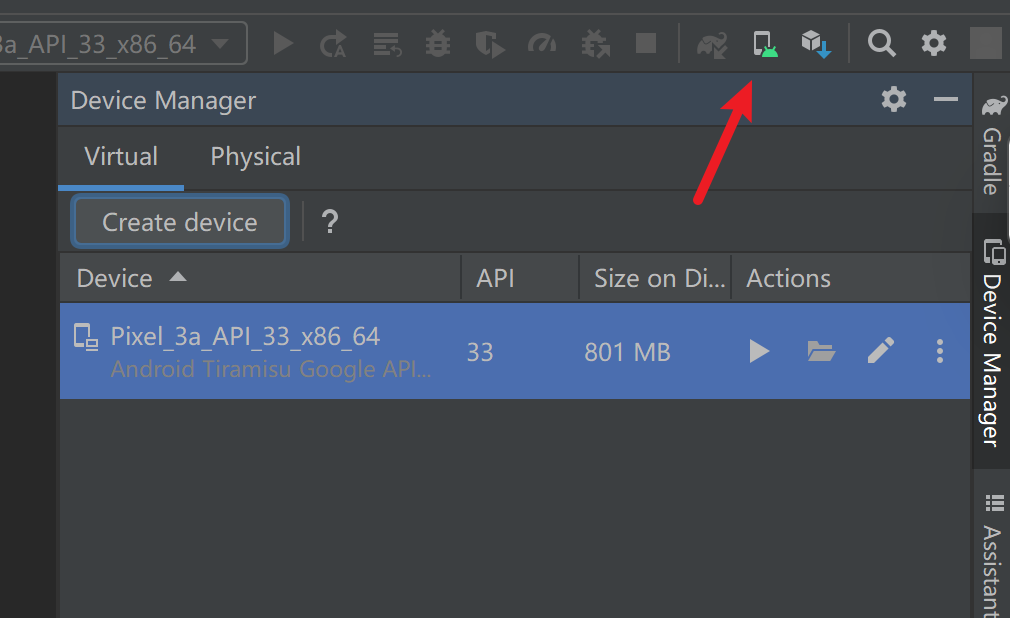 3a_API_33_x86_64
Device Manager
Virtual Physical
Create device ?
Device API Size on Di... Actions
Pixel_3a_API_33_x86_64 33 801 MB
Android Tiramisu Google API...
Gradle
Device Manager
Assistant